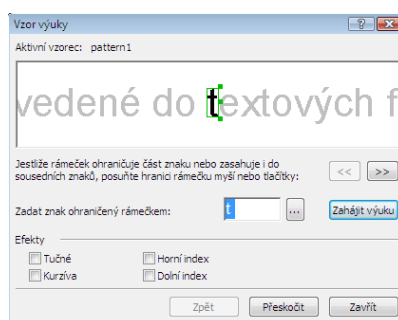 Vzor výuky
Aktivní vzorec: pattern1
vedené do textových f
Jestliže rámeček ohraničuje část znaku nebo zasahuje i do
sousedních znaků, posuňte hranici rámečku myší nebo tlačítky:
<< >>
Zadat znak ohraničený rámečkem: t ... Zahájit výuku
Efekty
Tučné Horní index
Kurzíva Dolní index
Zpět Přeskočit Zavřít